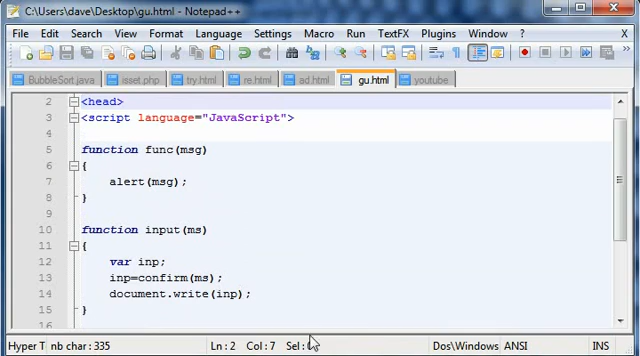 C:\Users\dave\Desktop\gu.html - Notepad++
File Edit Search View Encoding Language Settings Macro Run TextFX Plugins Window ?
BubbleSort.java isset.php try.html re.html ad.html gu.html youtube
2 <head>
3 <script language="JavaScript">
4
5 function func(msg)
6 {
7 alert(msg);
8 }
9
10 function input(ms)
11 {
12 var inp;
13 inp=confirm(ms);
14 document.write(inp);
15 }
16
Hyper T nb char : 335 Ln : 2 Col : 7 Sel : Dos\Windows ANSI INS